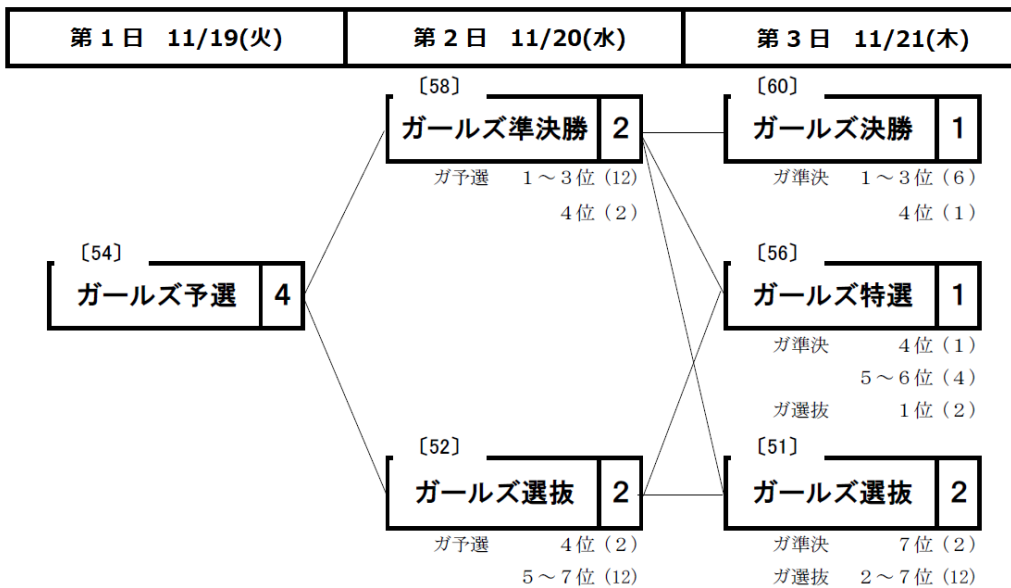 第1日 11/19(火) 第2日 11/20(水) 第3日 11/21(木)
〔54〕
ガールズ予選 4
〔58〕
ガールズ準決勝 2
ガ予選 1～3位(12)
4位(2)
〔52〕
ガールズ選抜 2
ガ予選 4位(2)
5～7位(12)
〔60〕
ガールズ決勝 1
ガ準決 1～3位(6)
4位(1)
〔56〕
ガールズ特選 1
ガ準決 4位(1)
5～6位(4)
ガ選抜 1位(2)
〔51〕
ガールズ選抜 2
ガ準決 7位(2)
ガ選抜 2～7位(12)